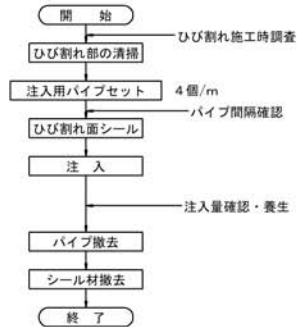 開 始
ひび割れ施工時調査
ひび割れ部の清掃
注入用パイプセット 4個/m
パイプ間隔確認
ひび割れ面シール
注 入
注入量確認・養生
パイプ撤去
シール材撤去
終 了